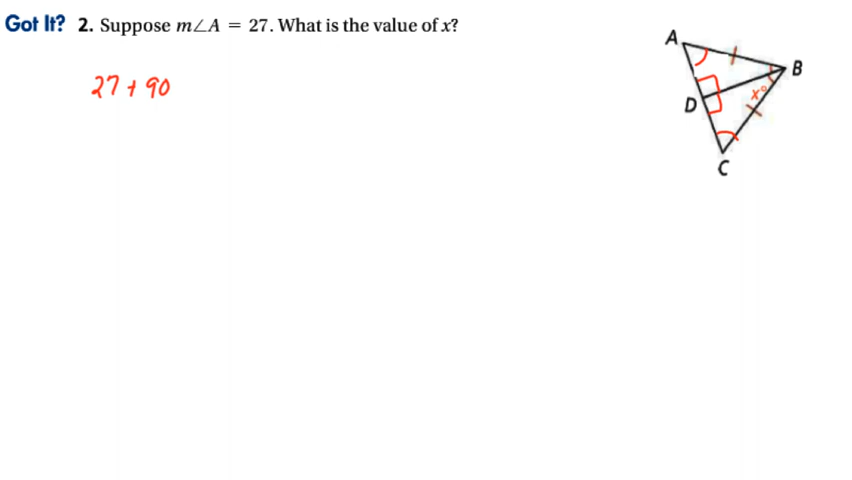 Got It? 2. Suppose m∠A = 27. What is the value of x?
27 + 90
A
B
x°
D
C